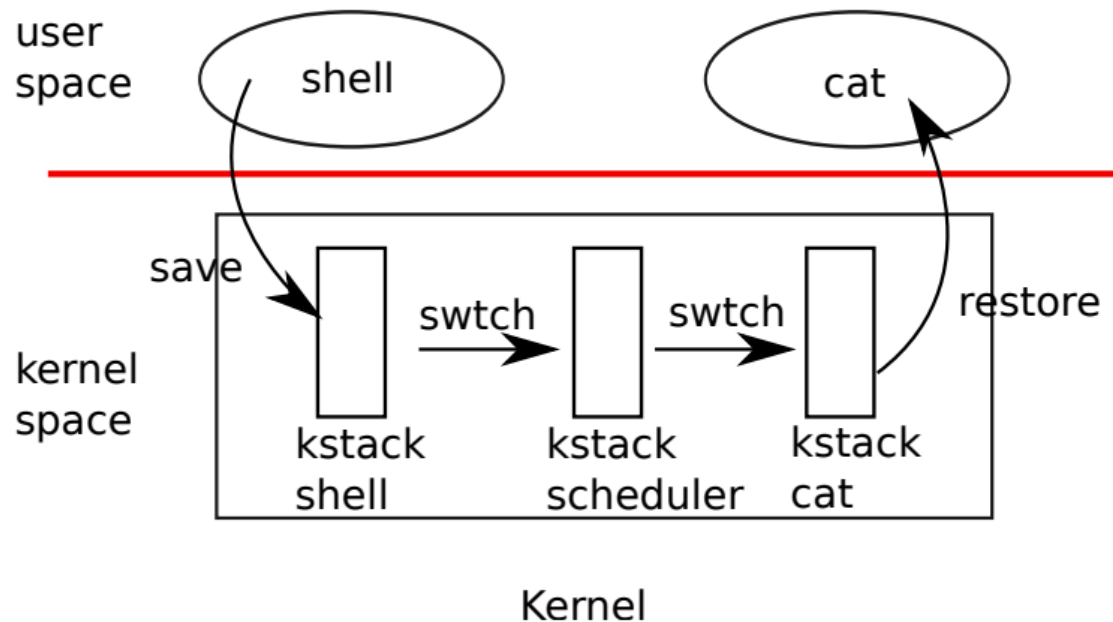 user
space
shell
cat
save
swtch
swtch
restore
kernel
space
kstack
shell
kstack
scheduler
kstack
cat
Kernel